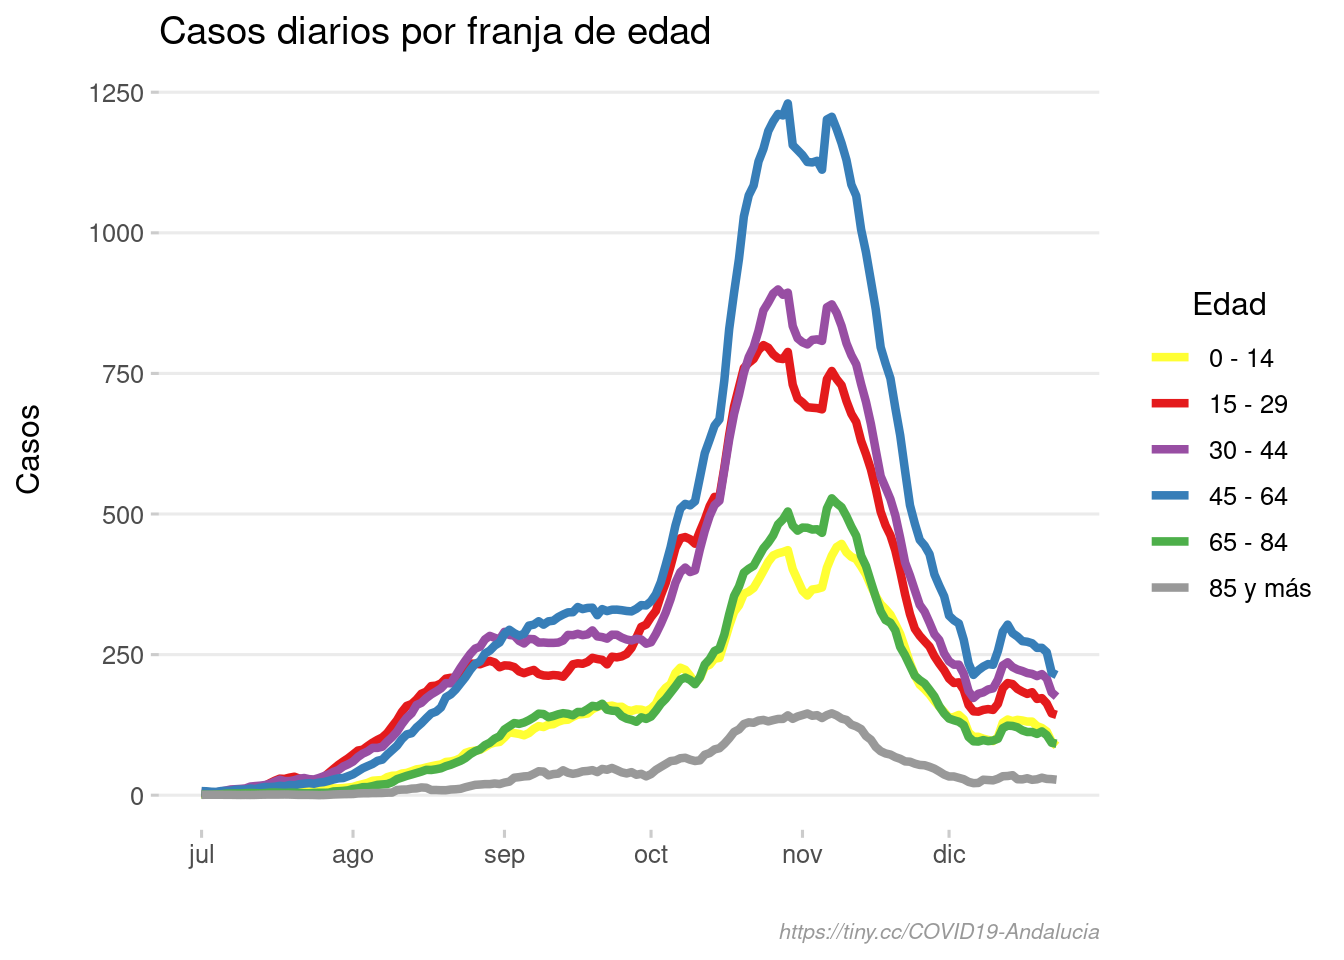 Casos diarios por franja de edad
1250
1000
750
500
250
0
Casos
jul ago sep oct nov dic
Edad
0 - 14
15 - 29
30 - 44
45 - 64
65 - 84
85 y más
https://tiny.cc/COVID19-Andalucia